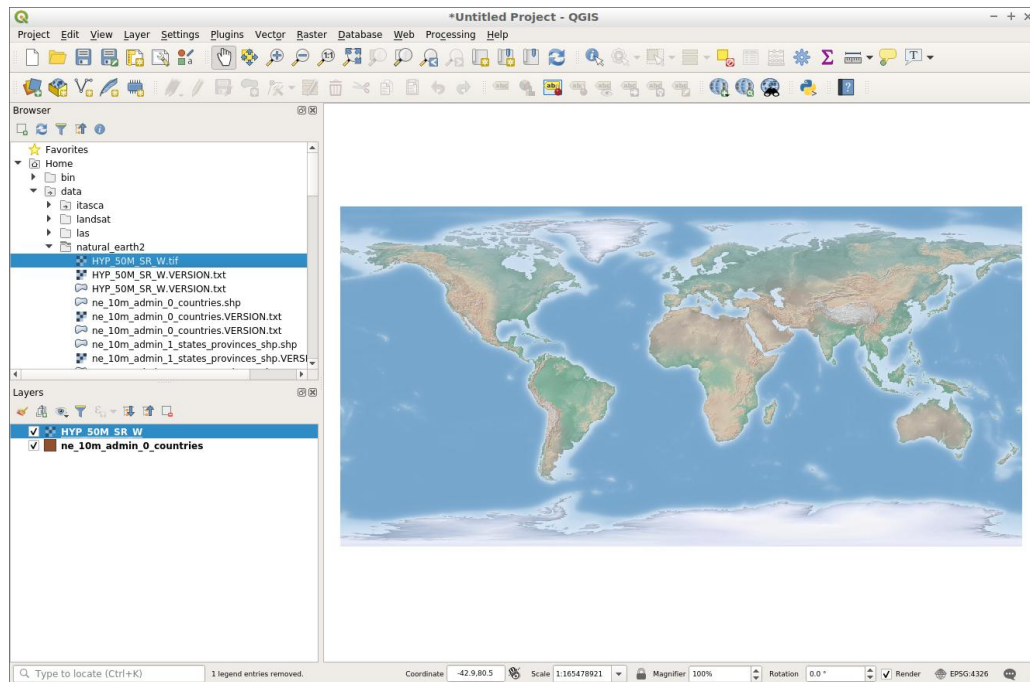 *Untitled Project - QGIS
Project Edit View Layer Settings Plugins Vector Raster Database Web Processing Help
Browser
Favorites
Home
bin
data
itasca
landsat
las
natural_earth2
HYP_50M_SR_W.tif
HYP_50M_SR_W.VERSION.txt
HYP_50M_SR_W.VERSION.txt
ne_10m_admin_0_countries.shp
ne_10m_admin_0_countries.VERSION.txt
ne_10m_admin_0_countries.VERSION.txt
ne_10m_admin_1_states_provinces_shp.shp
ne_10m_admin_1_states_provinces_shp.VERSI
Layers
HYP_50M_SR_W
ne_10m_admin_0_countries
Type to locate (Ctrl+K) 1 legend entries removed. Coordinate -42.9,80.5 Scale 1:165478921 Magnifier 100% Rotation 0.0 ° Render EPSG:4326